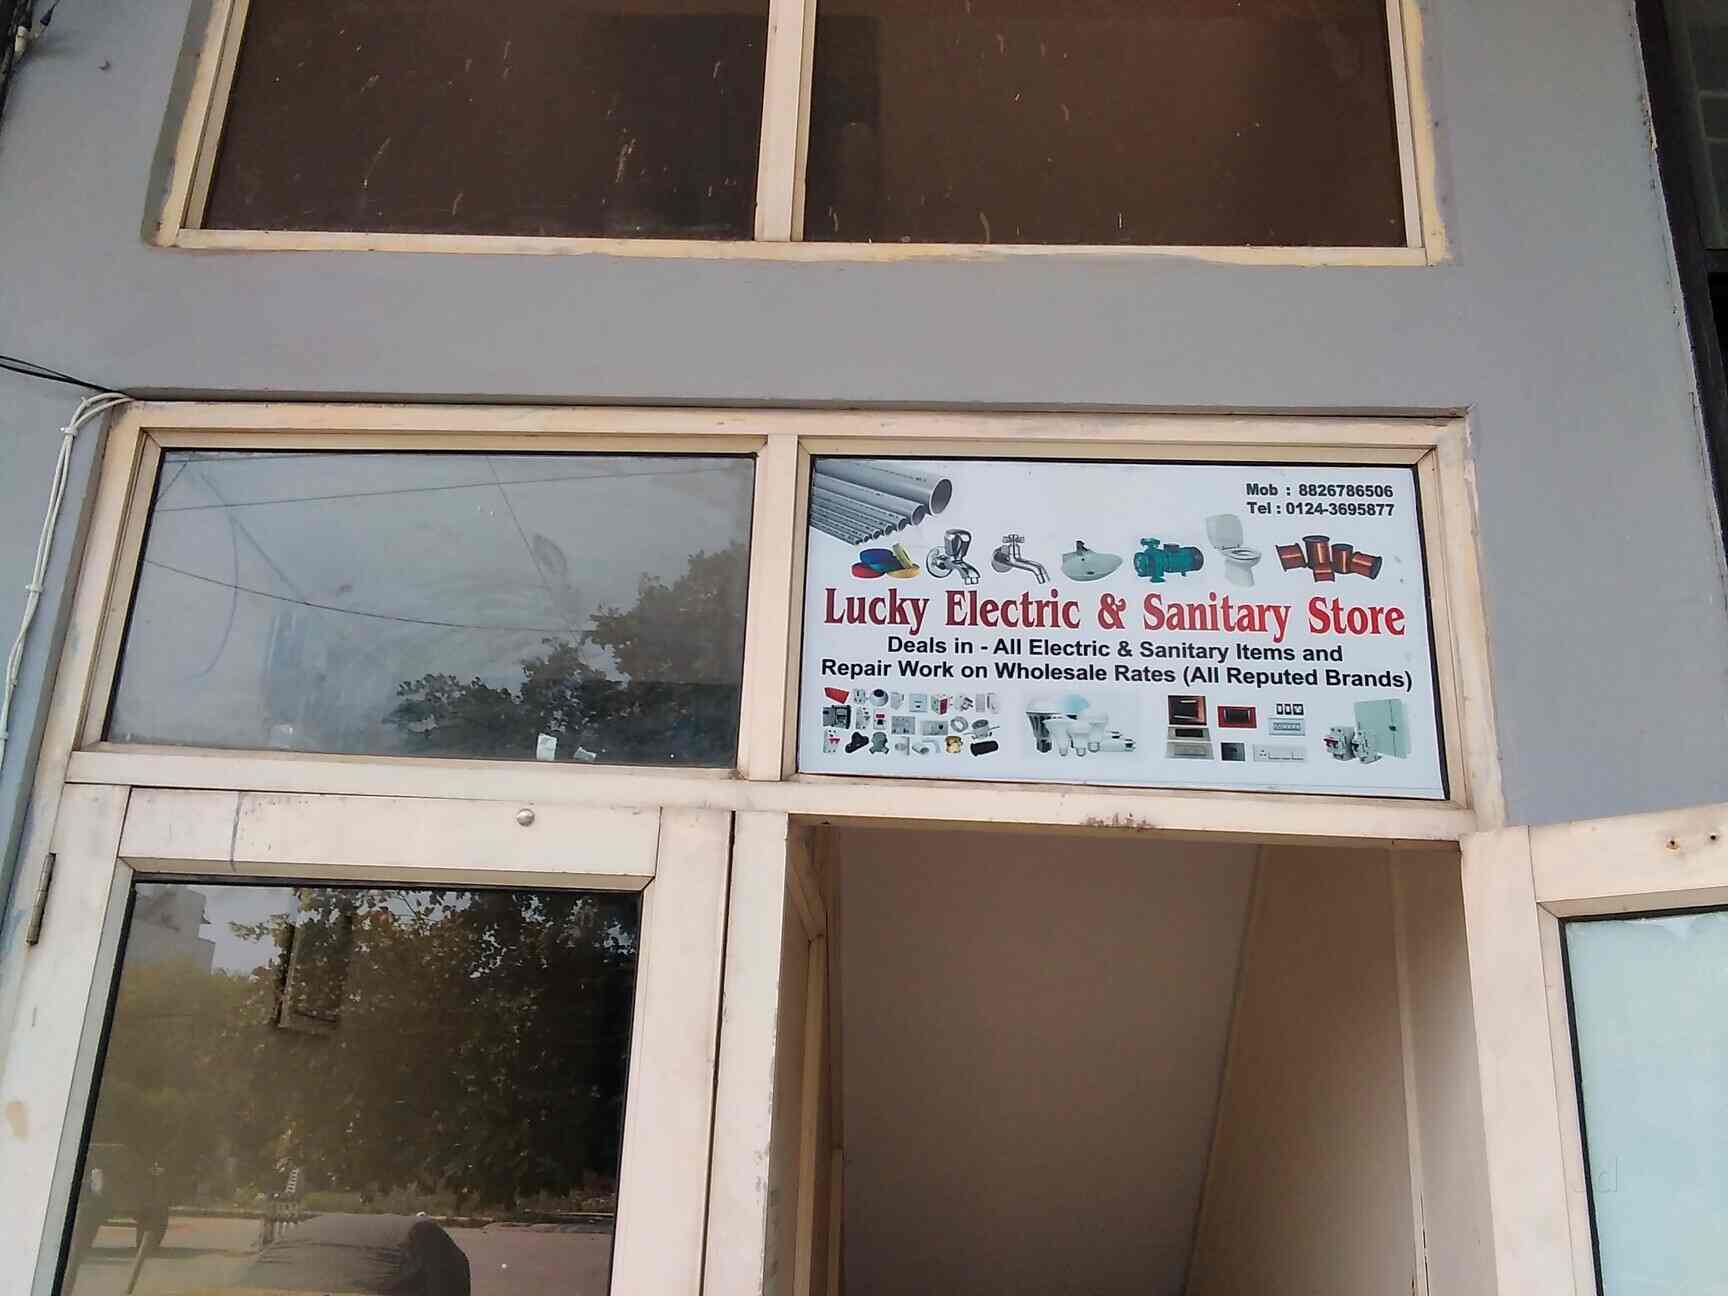 Mob : 8826786506
Tel : 0124-3695877
Lucky Electric & Sanitary Store
Deals in - All Electric & Sanitary Items and
Repair Work on Wholesale Rates (All Reputed Brands)